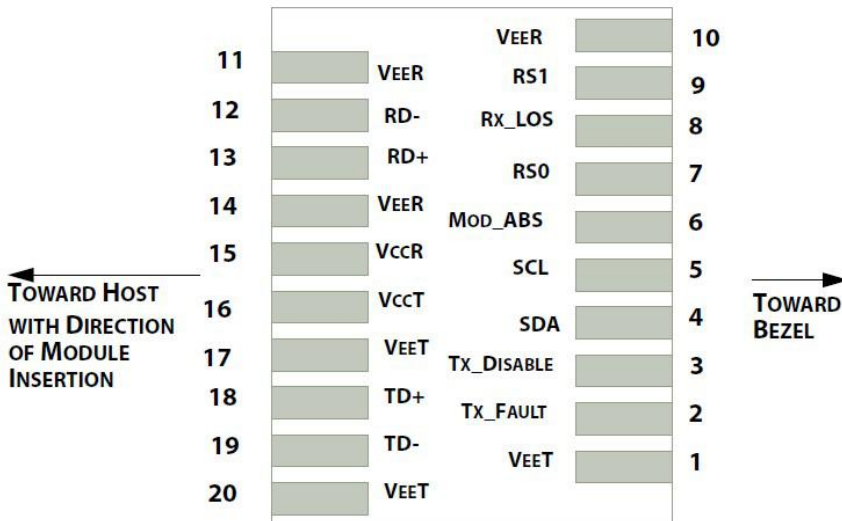 11 VEER
12 RD-
13 RD+
14 VEER
15 VCCR
16 VCCT
17 VEET
18 TD+
19 TD-
20 VEET
VEER 10
RS1 9
RX_LOS 8
RS0 7
MOD_ABS 6
SCL 5
SDA 4
TX_DISABLE 3
TX_FAULT 2
VEET 1
TOWARD HOST
WITH DIRECTION
OF MODULE
INSERTION
TOWARD
BEZEL